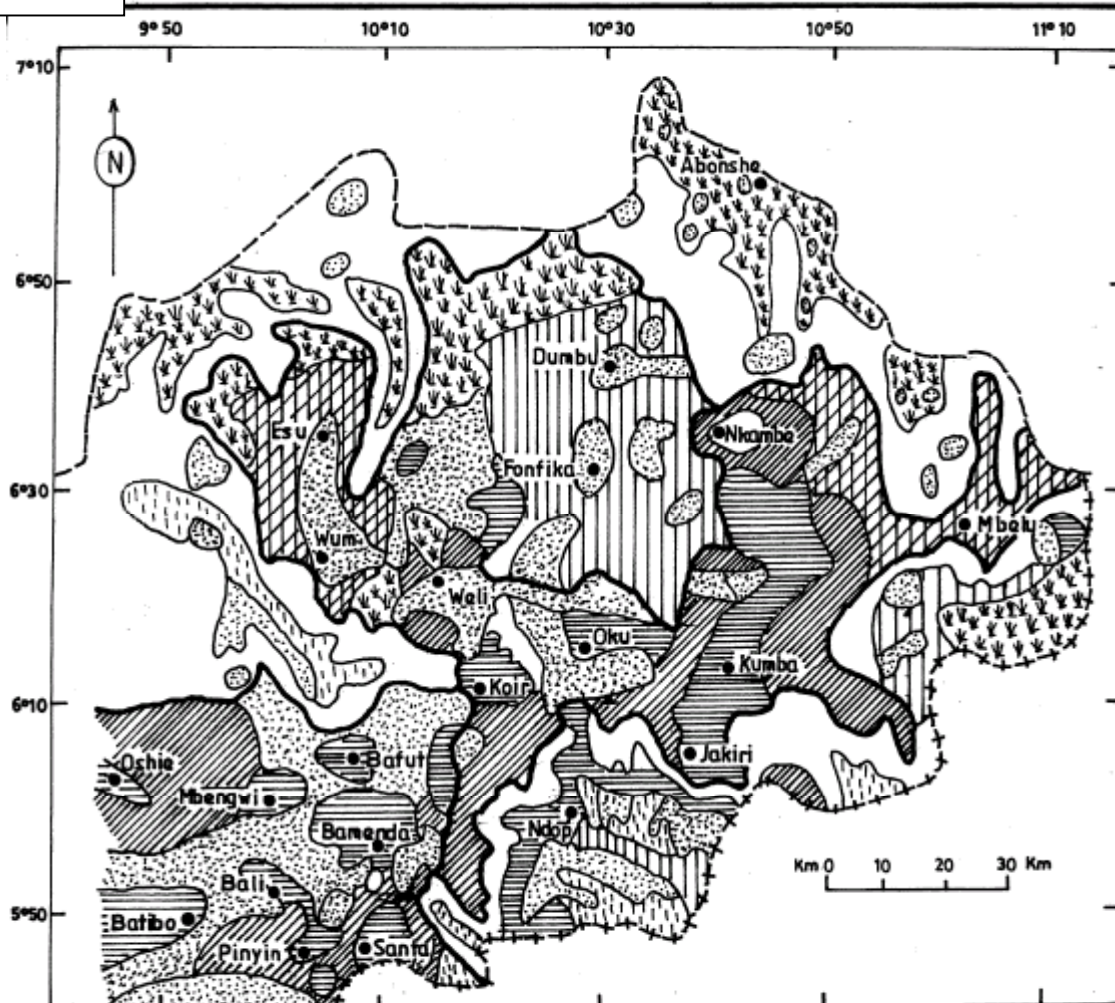 9°50 10°10 10°30 10°50 11°10
7°10
N
Abonshe
6°50
Dumbu
Esu
Nkambe
Fonfika
6°30
Mbelu
Wum
Weli
Oku
Kumba
Koir
6°10
Oshie
Bafut
Jakiri
Mbengwi
Bamenda
Ndop
Km 0 10 20 30 Km
Bali
5°50
Batibo
Pinyin
Santa